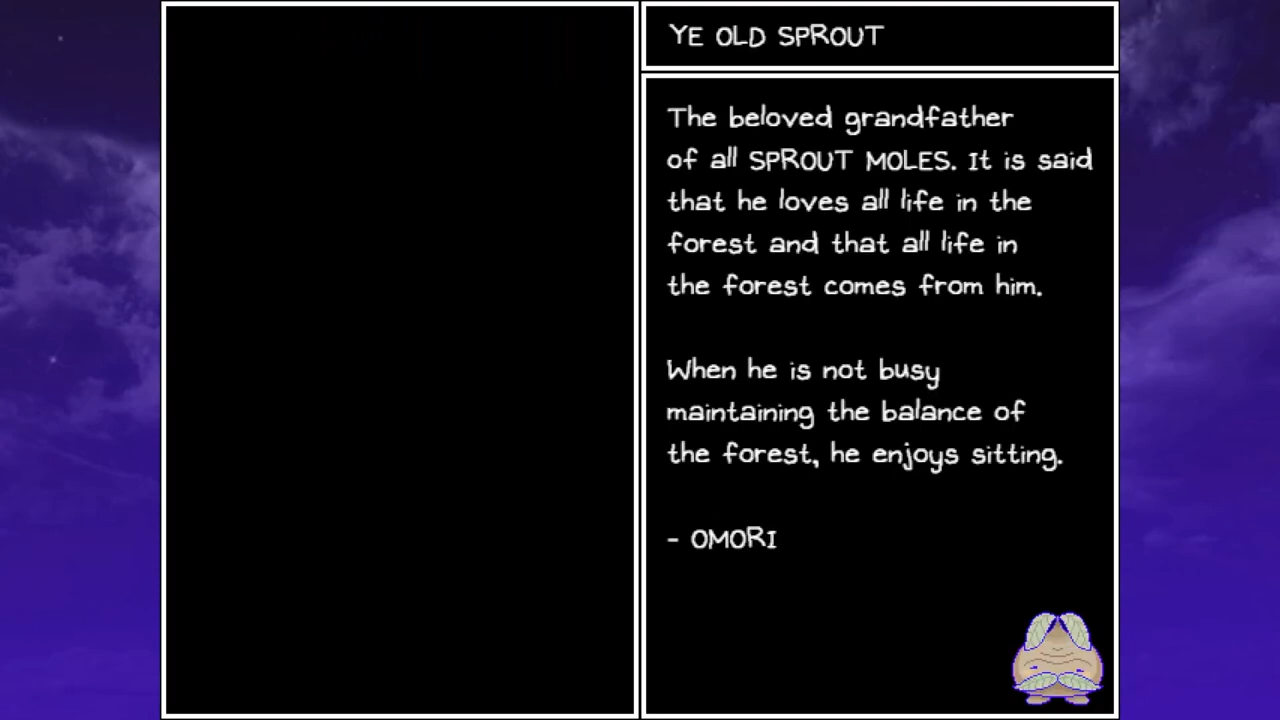 YE OLD SPROUT
The beloved grandfather
of all SPROUT MOLES. It is said
that he loves all life in the
forest and that all life in
the forest comes from him.
When he is not busy
maintaining the balance of
the forest, he enjoys sitting.
- OMORI